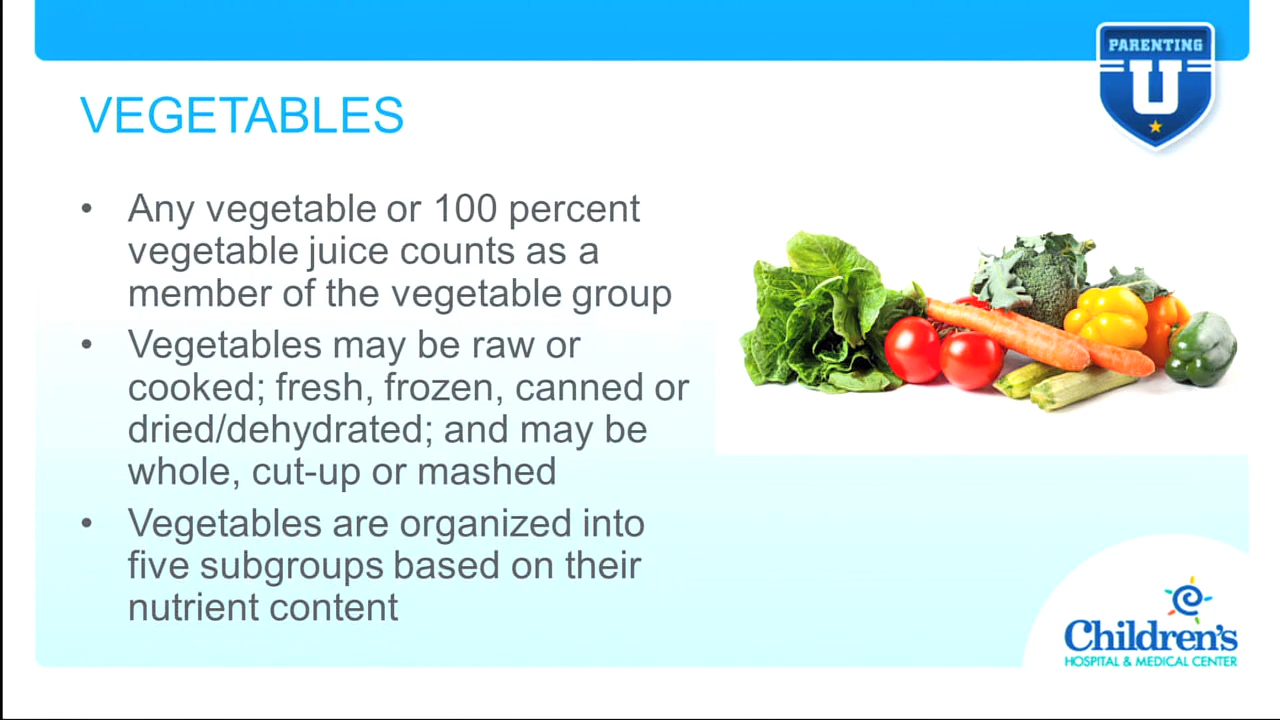 PARENTING
U
VEGETABLES
• Any vegetable or 100 percent
vegetable juice counts as a
member of the vegetable group
• Vegetables may be raw or
cooked; fresh, frozen, canned or
dried/dehydrated; and may be
whole, cut-up or mashed
• Vegetables are organized into
five subgroups based on their
nutrient content
Children's
HOSPITAL & MEDICAL CENTER